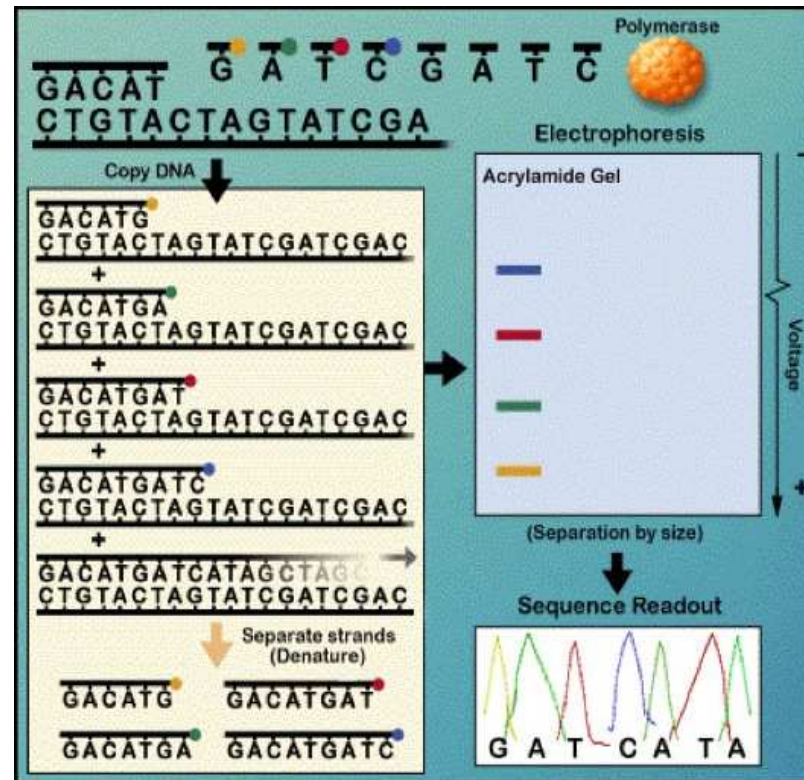 Polymerase
G A T C G A T C
GACAT
CTGTACTAGTATCGA
Copy DNA
GACATG
CTGTACTAGTATCGATCGAC
+
GACATGA
CTGTACTAGTATCGATCGAC
+
GACATGAT
CTGTACTAGTATCGATCGAC
+
GACATGATC
CTGTACTAGTATCGATCGAC
+
GACATGATCATAGCTAGC
CTGTACTAGTATCGATCGAC
Separate strands
(Denature)
GACATG
GACATGAT
GACATGA
GACATGATC
Electrophoresis
Acrylamide Gel
-
Voltage
+
(Separation by size)
Sequence Readout
G A T C A T A